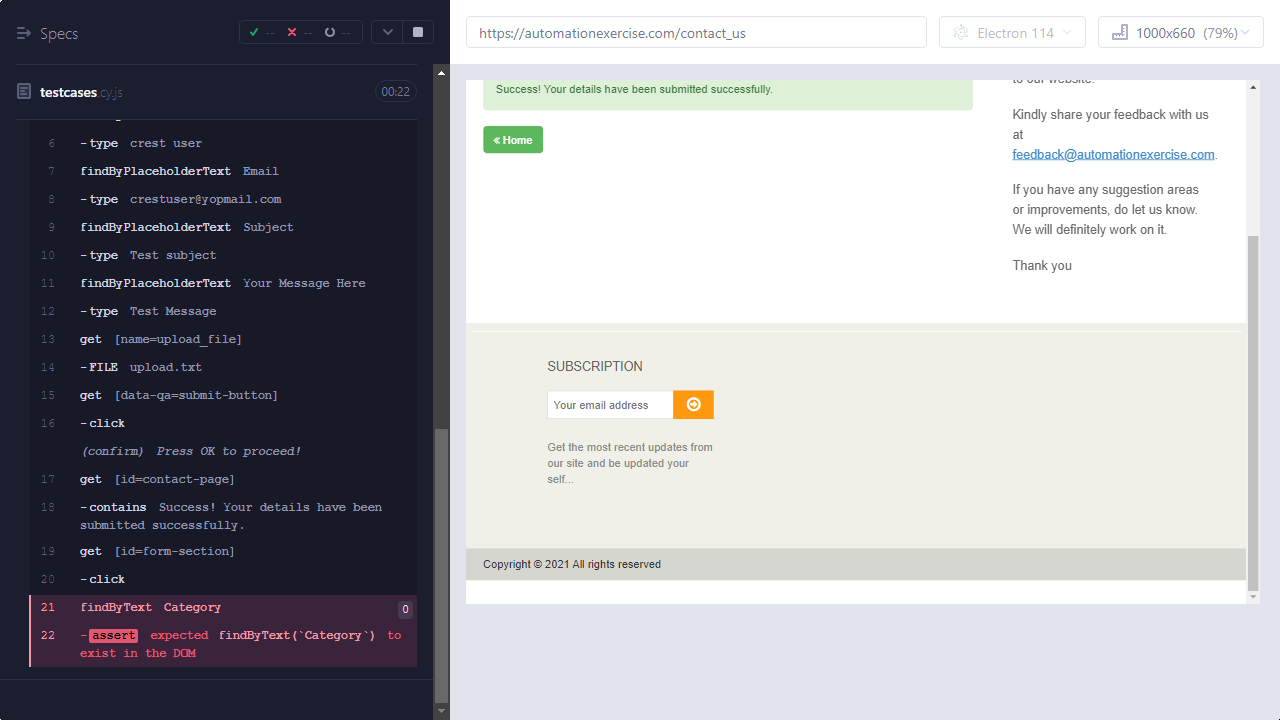 Specs
--
--
--
testcases.cy.js
00:22
6 -type crest user
7 findByPlaceholderText Email
8 -type crestuser@yopmail.com
9 findByPlaceholderText Subject
10 -type Test subject
11 findByPlaceholderText Your Message Here
12 -type Test Message
13 get [name=upload_file]
14 -FILE upload.txt
15 get [data-qa=submit-button]
16 -click
(confirm) Press OK to proceed!
17 get [id=contact-page]
18 -contains Success! Your details have been
submitted successfully.
19 get [id=form-section]
20 -click
21 findByText Category 0
22 -assert expected findByText(`Category`) to
exist in the DOM
https://automationexercise.com/contact_us
Electron 114
1000x660 (79%)
Success! Your details have been submitted successfully.
« Home
to our website.
Kindly share your feedback with us
at
feedback@automationexercise.com.
If you have any suggestion areas
or improvements, do let us know.
We will definitely work on it.
Thank you
SUBSCRIPTION
Your email address
Get the most recent updates from
our site and be updated your
self...
Copyright © 2021 All rights reserved